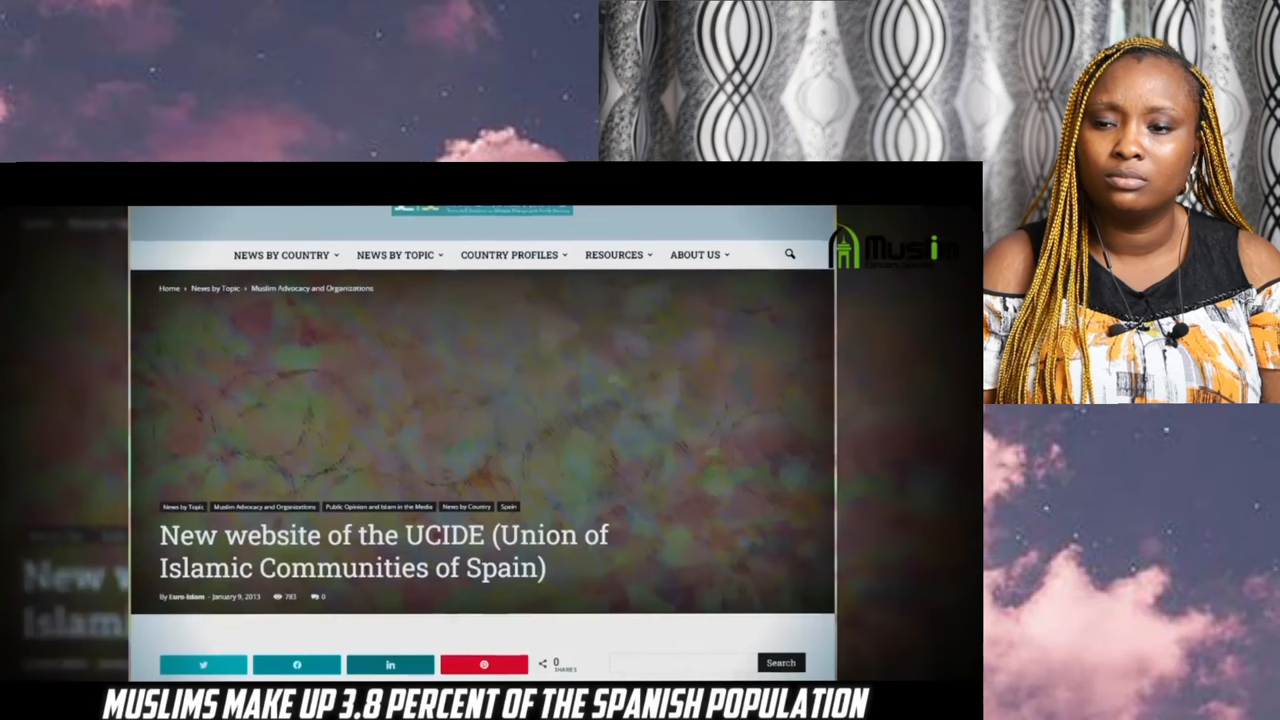 NEWS BY COUNTRY NEWS BY TOPIC COUNTRY PROFILES RESOURCES ABOUT US
Muslim
Home › News by Topic › Muslim Advocacy and Organizations
News by Topic Muslim Advocacy and Organizations Public Opinion and Islam in the Media News by Country Spain
New website of the UCIDE (Union of
Islamic Communities of Spain)
By Euro-Islam - January 9, 2013 783 0
0
SHARES
Search
MUSLIMS MAKE UP 3.8 PERCENT OF THE SPANISH POPULATION